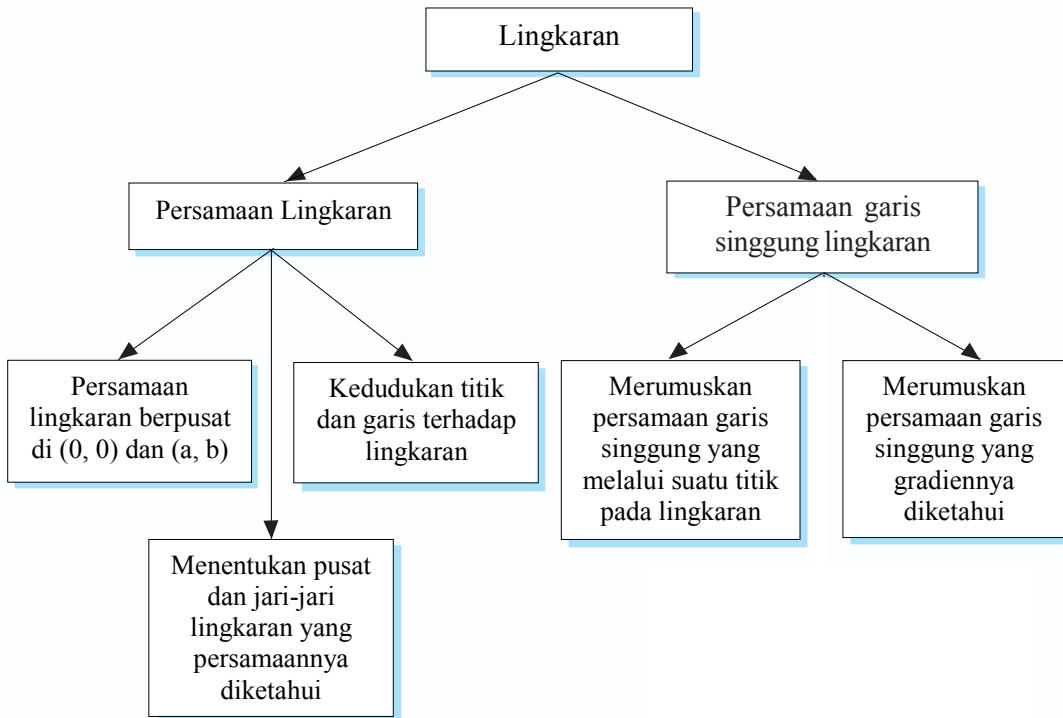 Lingkaran
Persamaan Lingkaran
Persamaan garis
singgung lingkaran
Persamaan
lingkaran berpusat
di (0, 0) dan (a, b)
Kedudukan titik
dan garis terhadap
lingkaran
Merumuskan
persamaan garis
singgung yang
melalui suatu titik
pada lingkaran
Merumuskan
persamaan garis
singgung yang
gradiennya
diketahui
Menentukan pusat
dan jari-jari
lingkaran yang
persamaannya
diketahui